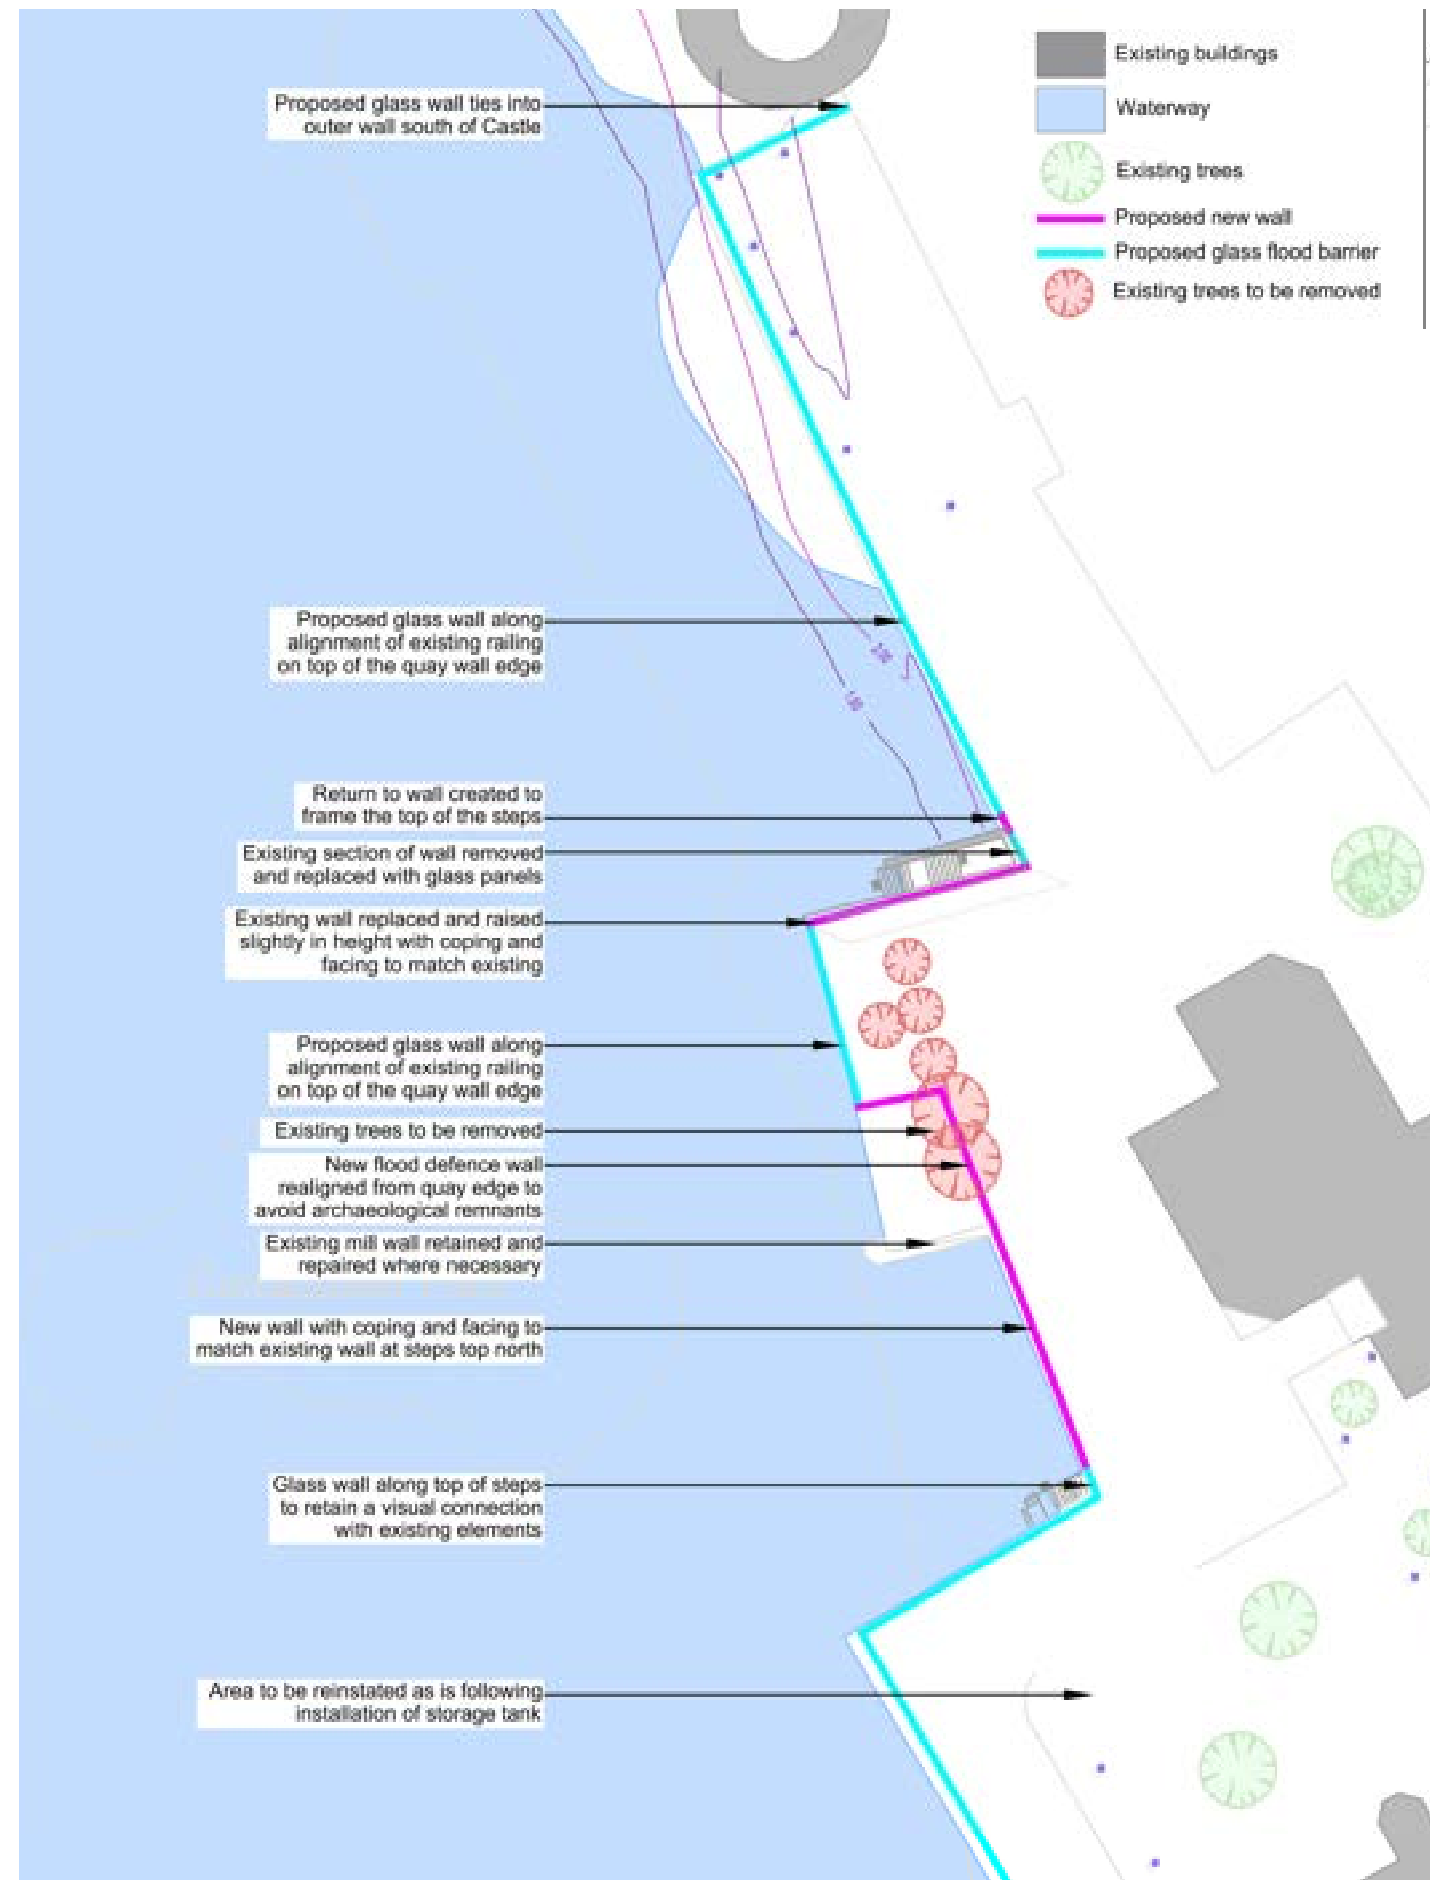 Existing buildings
Waterway
Existing trees
Proposed new wall
Proposed glass flood barrier
Existing trees to be removed
Proposed glass wall ties into
outer wall south of Castle
Proposed glass wall along
alignment of existing railing
on top of the quay wall edge
Return to wall created to
frame the top of the steps
Existing section of wall removed
and replaced with glass panels
Existing wall replaced and raised
slightly in height with coping and
facing to match existing
Proposed glass wall along
alignment of existing railing
on top of the quay wall edge
Existing trees to be removed
New flood defence wall
realigned from quay edge to
avoid archaeological remnants
Existing mill wall retained and
repaired where necessary
New wall with coping and facing to
match existing wall at steps top north
Glass wall along top of steps
to retain a visual connection
with existing elements
Area to be reinstated as is following
installation of storage tank